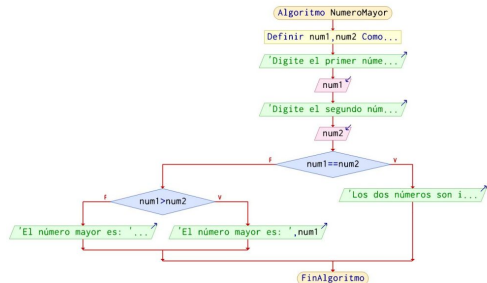 Algoritmo NumeroMayor
Definir num1,num2 Como...
'Digite el primer núme...
num1
'Digite el segundo núm...
num2
F
num1==num2
V
F
num1>num2
V
'Los dos números son i...
'El número mayor es: '...
'El número mayor es: ',num1
FinAlgoritmo